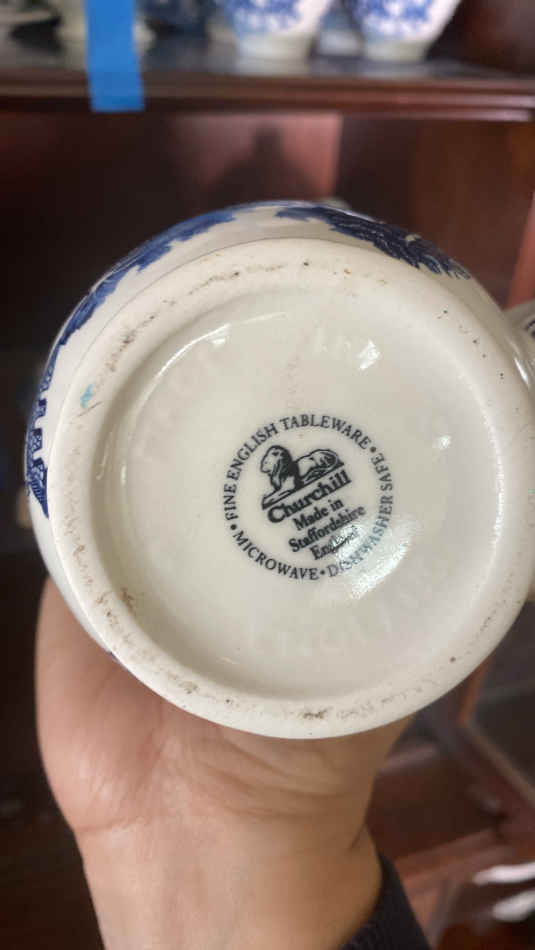 • FINE ENGLISH TABLEWARE •
DISHWASHER SAFE
• MICROWAVE •
Churchill
Made in
Staffordshire
England